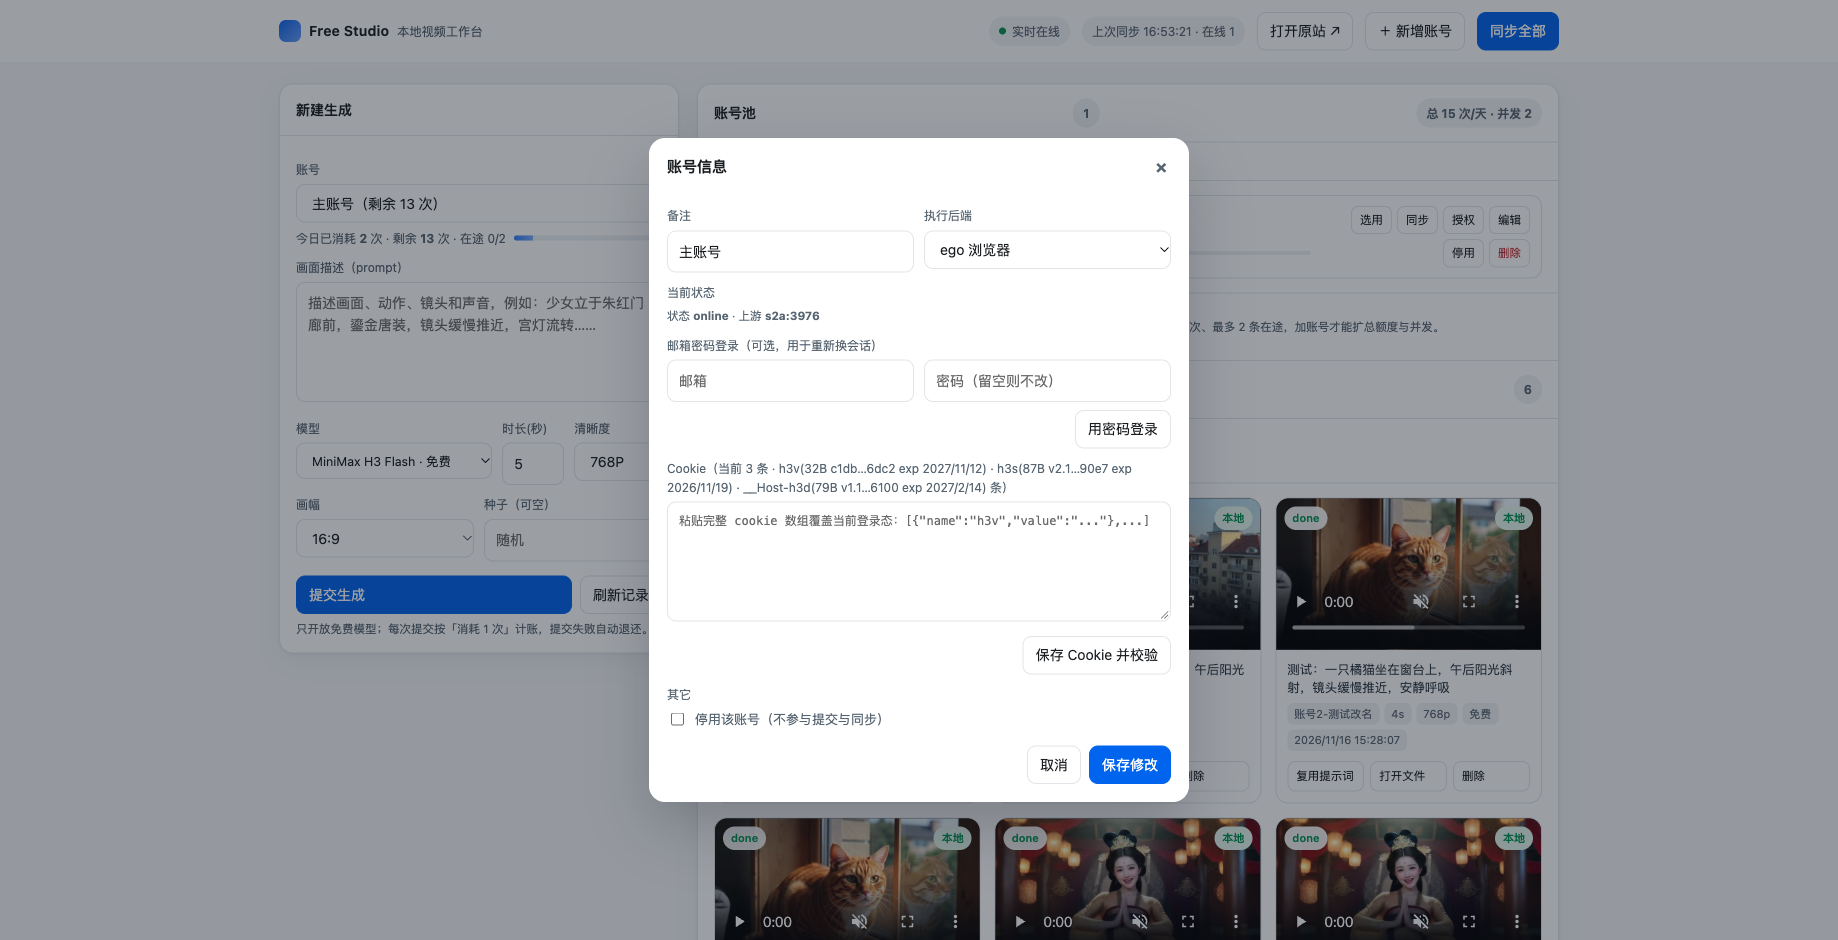 Free Studio 本地视频工作台
实时在线
上次同步 16:53:21 · 在线 1
打开原站 ↗
＋ 新增账号
同步全部
新建生成
账号
主账号（剩余 13 次）
今日已消耗 2 次 · 剩余 13 次 · 在途 0/2
画面描述（prompt）
描述画面、动作、镜头和声音，例如：少女立于朱红门
廊前，鎏金唐装，镜头缓慢推近，宫灯流转……
模型
时长(秒)
清晰度
MiniMax H3 Flash · 免费
5
768P
画幅
种子（可空）
16:9
随机
提交生成
刷新记录
只开放免费模型；每次提交按「消耗 1 次」计账，提交失败自动退还。
账号池
1
总 15 次/天 · 并发 2
选用
同步
授权
编辑
停用
删除
次、最多 2 条在途，加账号才能扩总额度与并发。
6
账号信息
×
备注
执行后端
主账号
ego 浏览器
当前状态
状态 online · 上游 s2a:3976
邮箱密码登录（可选，用于重新换会话）
邮箱
密码（留空则不改）
用密码登录
Cookie（当前 3 条 · h3v(32B c1db…6dc2 exp 2027/11/12) · h3s(87B v2.1…90e7 exp
2026/11/19) · __Host-h3d(79B v1.1…6100 exp 2027/2/14) 条）
粘贴完整 cookie 数组覆盖当前登录态：[{"name":"h3v","value":"..."},...]
保存 Cookie 并校验
其它
停用该账号（不参与提交与同步）
取消
保存修改
本地
午后阳光
删除
done
本地
0:00
测试：一只橘猫坐在窗台上，午后阳光斜
射，镜头缓慢推近，安静呼吸
账号2-测试改名
4s
768p
免费
2026/11/16 15:28:07
复用提示词
打开文件
删除
done
本地
0:00
done
本地
0:00
done
本地
0:00